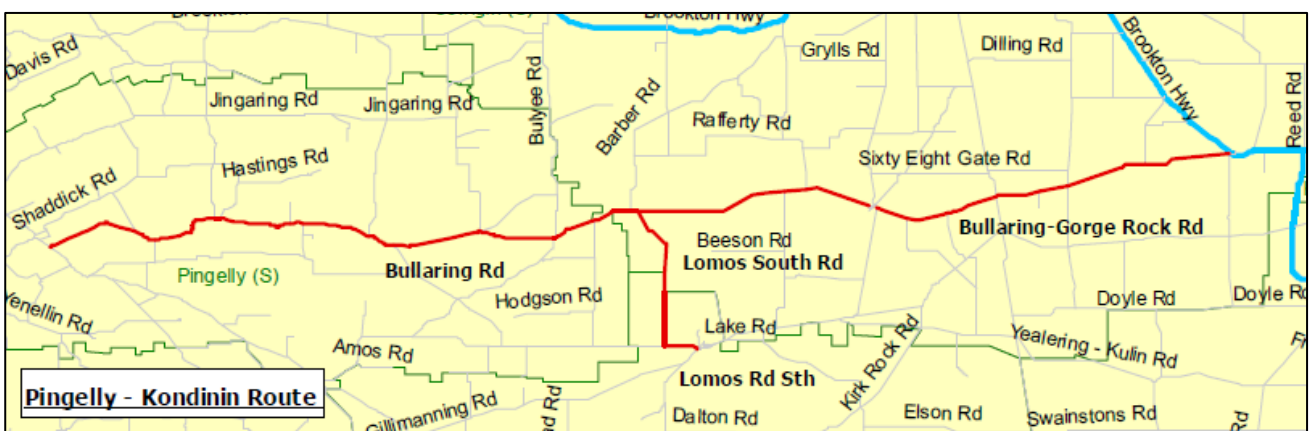 Brookton Hwy
Davis Rd
Grylls Rd
Dilling Rd
Brookton Hwy
Reed Rd
Jingaring Rd
Jingaring Rd
Bulyee Rd
Barber Rd
Rafferty Rd
Hastings Rd
Sixty Eight Gate Rd
Shaddick Rd
Beeson Rd
Bullaring-Gorge Rock Rd
Pingelly (S)
Bullaring Rd
Lomos South Rd
Hodgson Rd
Doyle Rd
Doyle Rd
Lake Rd
Yealering - Kulin Rd
Amos Rd
Kirk Rock Rd
Lomos Rd Sth
Pingelly - Kondinin Route
Gillimanning Rd
Dalton Rd
Elson Rd
Swainstons Rd
Rd
Rd